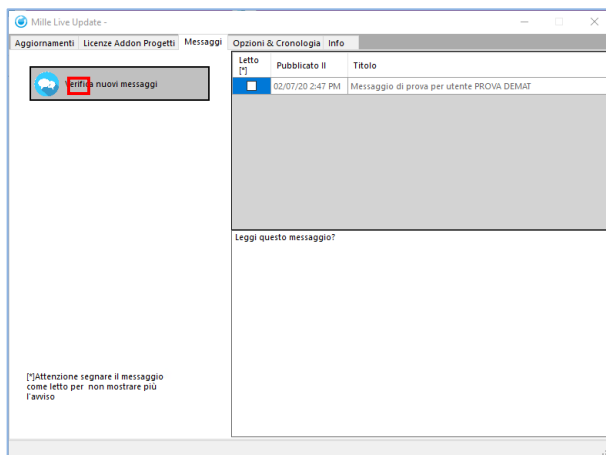 Mille Live Update -
Aggiornamenti Licenze Addon Progetti Messaggi Opzioni & Cronologia Info
Verifica nuovi messaggi
Letto [*] Pubblicato Il Titolo
02/07/20 2:47 PM Messaggio di prova per utente PROVA DEMAT
Leggi questo messaggio?
[*]Attenzione segnare il messaggio
come letto per non mostrare più
l'avviso